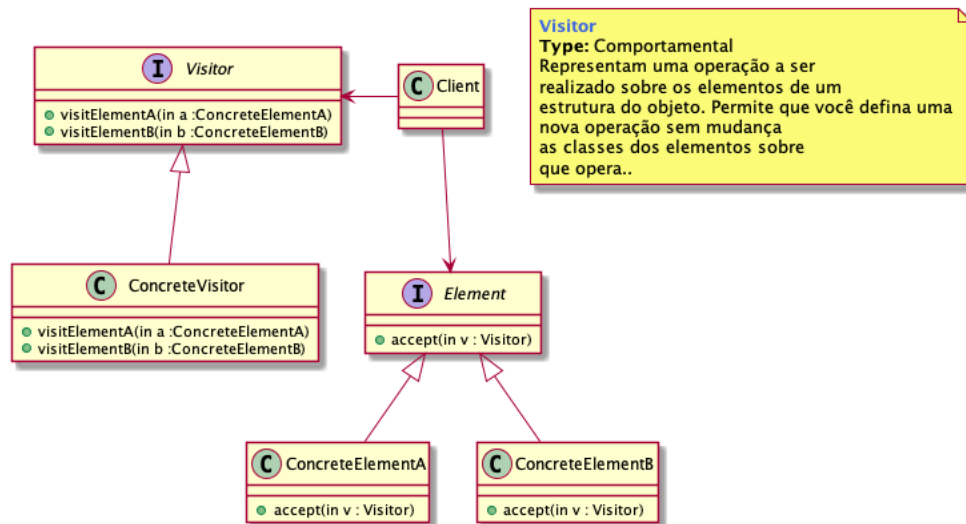 I Visitor
visitElementA(in a :ConcreteElementA)
visitElementB(in b :ConcreteElementB)
C Client
Visitor
Type: Comportamental
Representam uma operação a ser
realizado sobre os elementos de um
estrutura do objeto. Permite que você defina uma
nova operação sem mudança
as classes dos elementos sobre
que opera..
C ConcreteVisitor
visitElementA(in a :ConcreteElementA)
visitElementB(in b :ConcreteElementB)
I Element
accept(in v : Visitor)
C ConcreteElementA
accept(in v : Visitor)
C ConcreteElementB
accept(in v : Visitor)